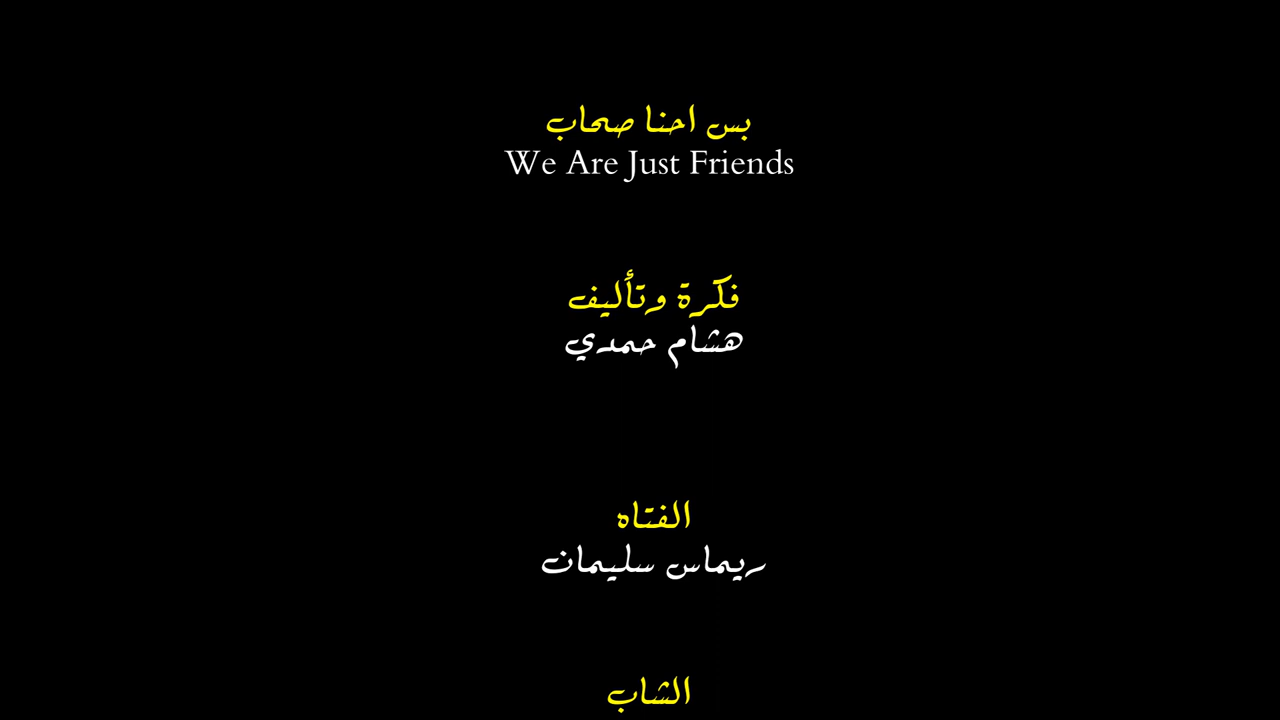 بس احنا صحاب
We Are Just Friends
فكرة وتأليف
هشام حمدي
الفتاه
ريماس سليمان
الشاب